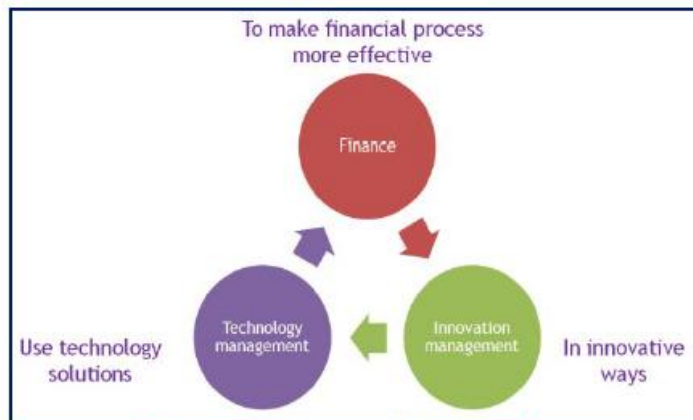 To make financial process
more effective
Finance
Technology
management
Innovation
management
Use technology
solutions
In innovative
ways